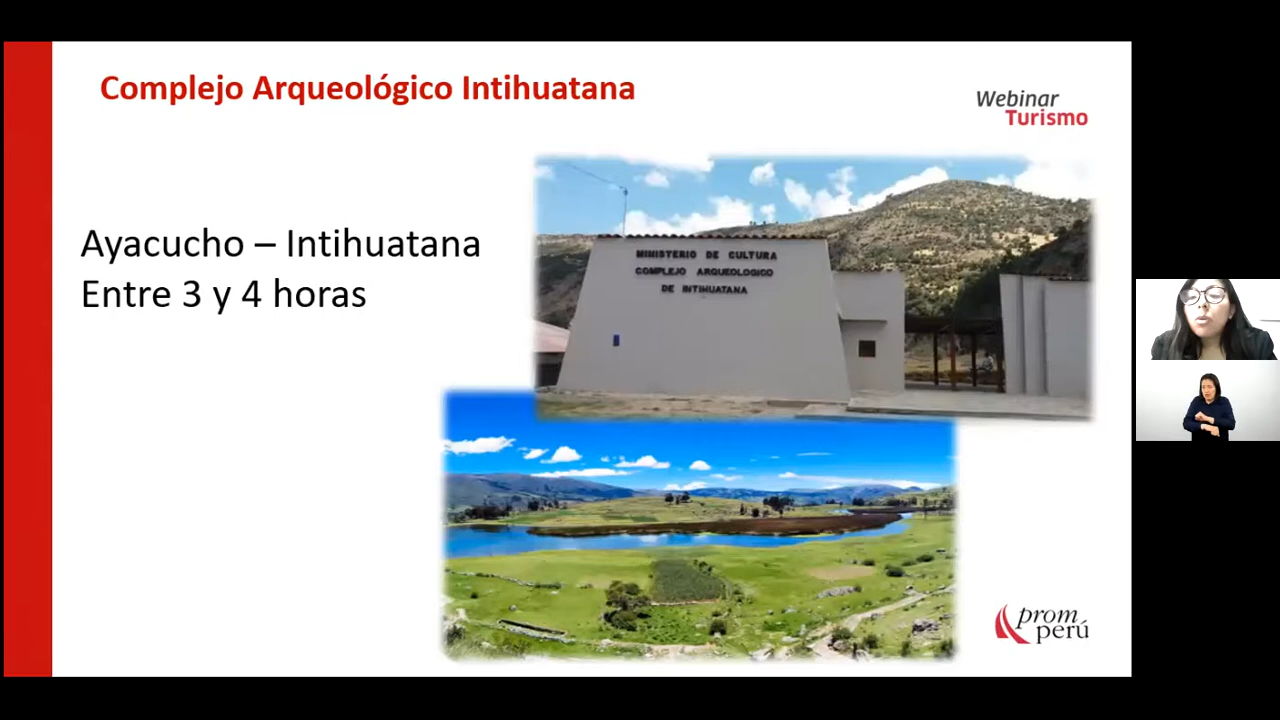 Complejo Arqueológico Intihuatana
Webinar
Turismo
Ayacucho – Intihuatana
Entre 3 y 4 horas
MINISTERIO DE CULTURA
COMPLEJO ARQUEOLOGICO
DE INTIHUATANA
prom
perú